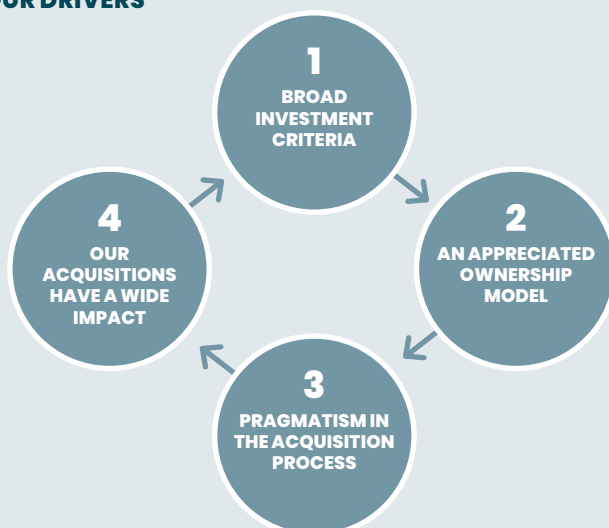 OUR DRIVERS
1
BROAD
INVESTMENT
CRITERIA
2
AN APPRECIATED
OWNERSHIP
MODEL
3
PRAGMATISM IN
THE ACQUISITION
PROCESS
4
OUR
ACQUISITIONS
HAVE A WIDE
IMPACT